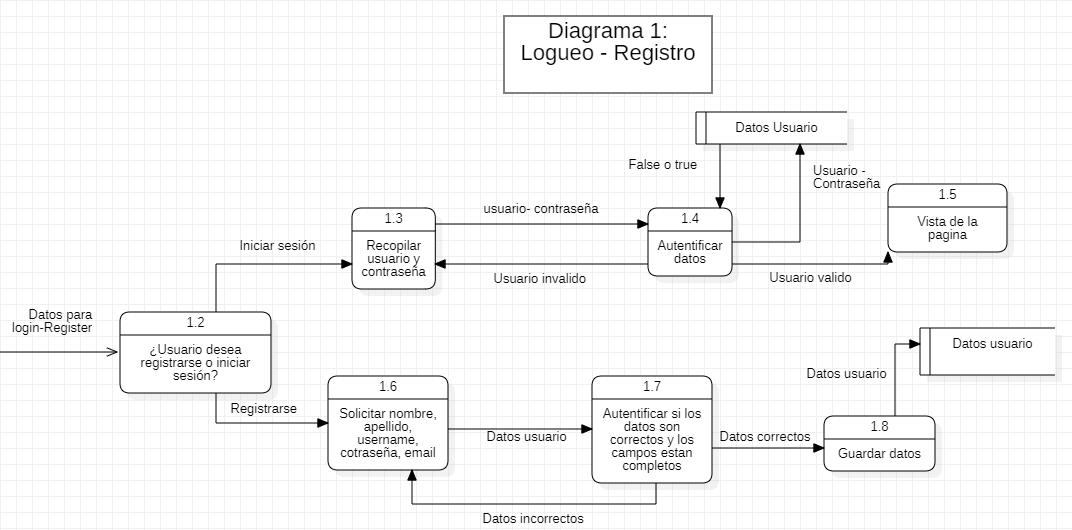 Diagrama 1:
Logueo - Registro
Datos Usuario
False o true
Usuario -
Contraseña
1.5
Vista de la
pagina
1.3
Recopilar
usuario y
contraseña
usuario- contraseña
1.4
Autentificar
datos
Iniciar sesión
Usuario invalido
Usuario valido
Datos para
login-Register
1.2
¿Usuario desea
registrarse o iniciar
sesión?
Datos usuario
Datos usuario
Registrarse
1.6
Solicitar nombre,
apellido,
username,
cotraseña, email
Datos usuario
1.7
Autentificar si los
datos son
correctos y los
campos estan
completos
Datos correctos
1.8
Guardar datos
Datos incorrectos